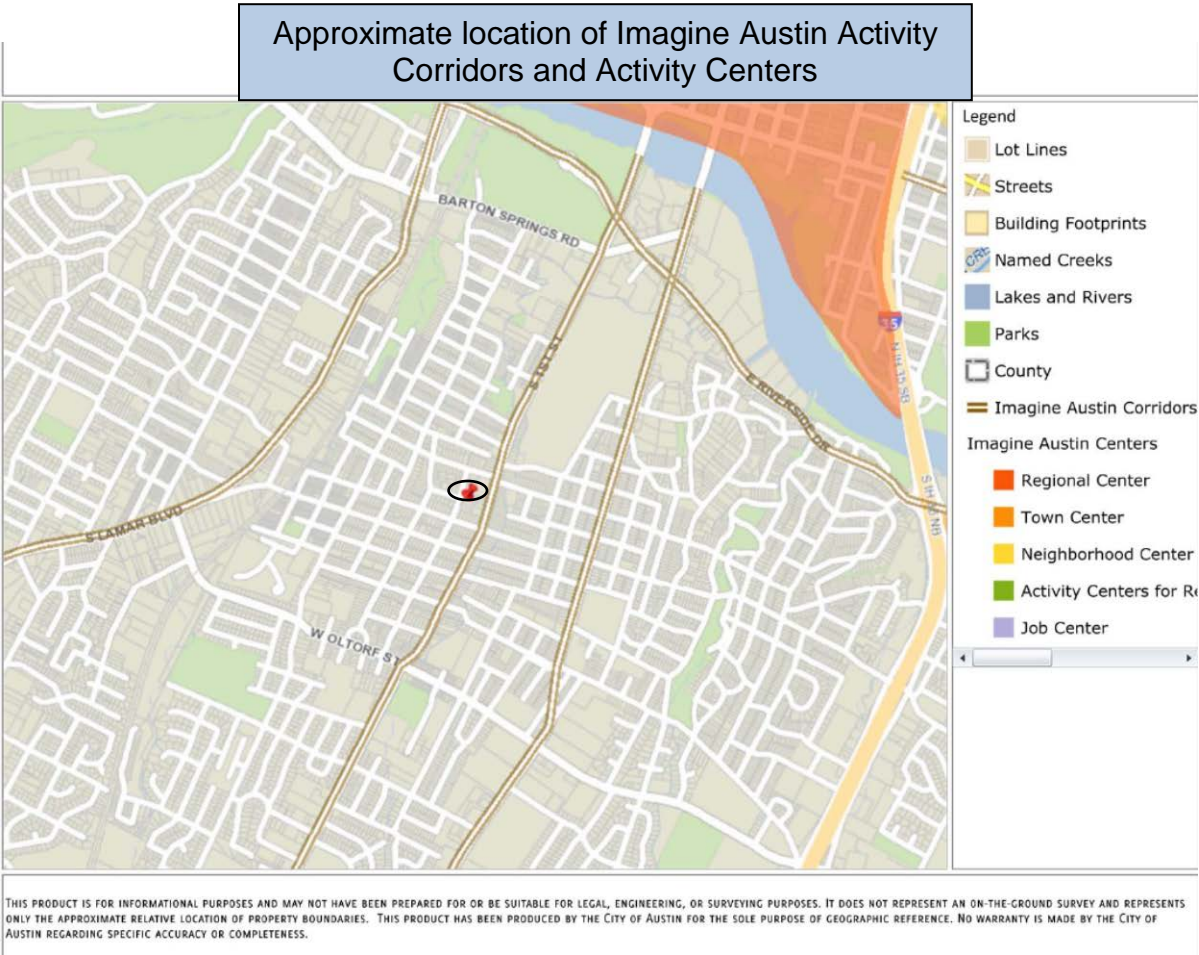 Approximate location of Imagine Austin Activity
Corridors and Activity Centers
Legend
Lot Lines
Streets
Building Footprints
Named Creeks
Lakes and Rivers
Parks
County
Imagine Austin Corridors
Imagine Austin Centers
Regional Center
Town Center
Neighborhood Center
Activity Centers for Re
Job Center
BARTON SPRINGS RD
S 1ST ST
E RIVERSIDE DR
35
N IH 35 SB
S LAMAR BLVD
W OLTORF ST
THIS PRODUCT IS FOR INFORMATIONAL PURPOSES AND MAY NOT HAVE BEEN PREPARED FOR OR BE SUITABLE FOR LEGAL, ENGINEERING, OR SURVEYING PURPOSES. IT DOES NOT REPRESENT AN ON-THE-GROUND SURVEY AND REPRESENTS
ONLY THE APPROXIMATE RELATIVE LOCATION OF PROPERTY BOUNDARIES. THIS PRODUCT HAS BEEN PRODUCED BY THE CITY OF AUSTIN FOR THE SOLE PURPOSE OF GEOGRAPHIC REFERENCE. NO WARRANTY IS MADE BY THE CITY OF
AUSTIN REGARDING SPECIFIC ACCURACY OR COMPLETENESS.